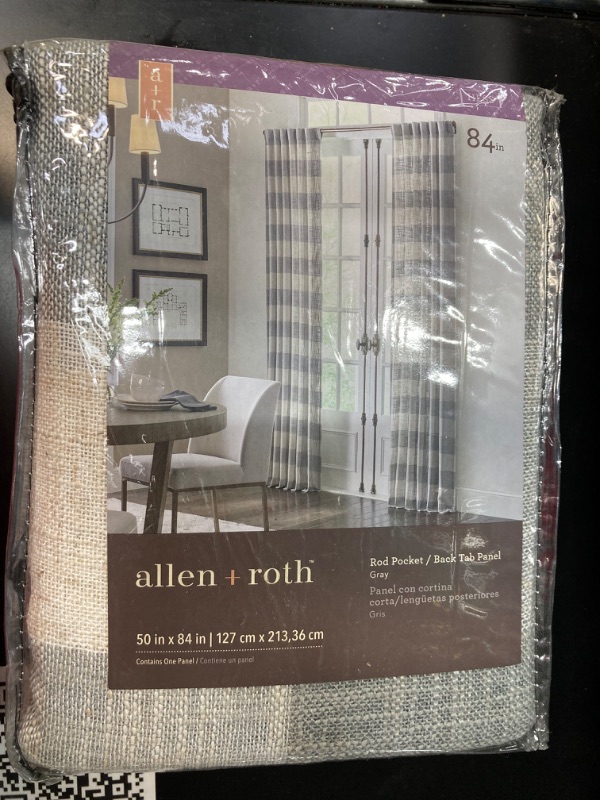 a+r
84in
allen + roth™
Rod Pocket / Back Tab Panel
Gray
Panel con cortina
corta/lengüetas posteriores
Gris
50 in x 84 in | 127 cm x 213,36 cm
Contains One Panel / Contiene un panel